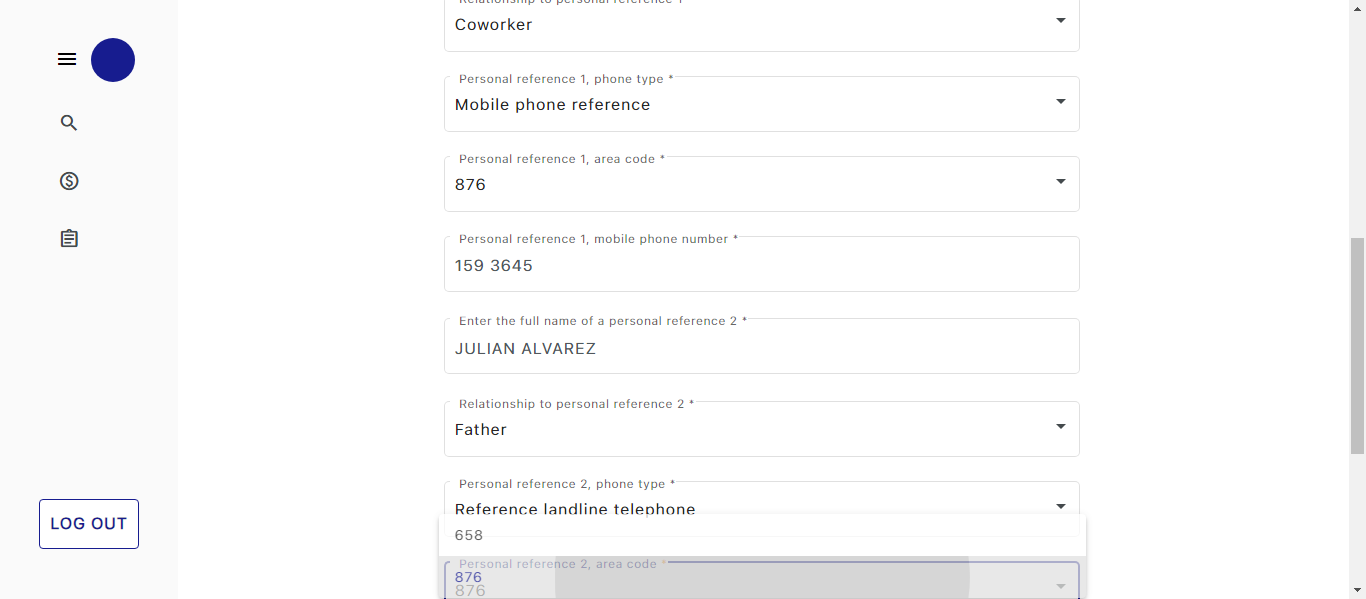 Relationship to personal reference 1
Coworker
Personal reference 1, phone type *
Mobile phone reference
Personal reference 1, area code *
876
Personal reference 1, mobile phone number *
159 3645
Enter the full name of a personal reference 2 *
JULIAN ALVAREZ
Relationship to personal reference 2 *
Father
Personal reference 2, phone type *
Reference landline telephone
658
Personal reference 2, area code *
876
876
LOG OUT